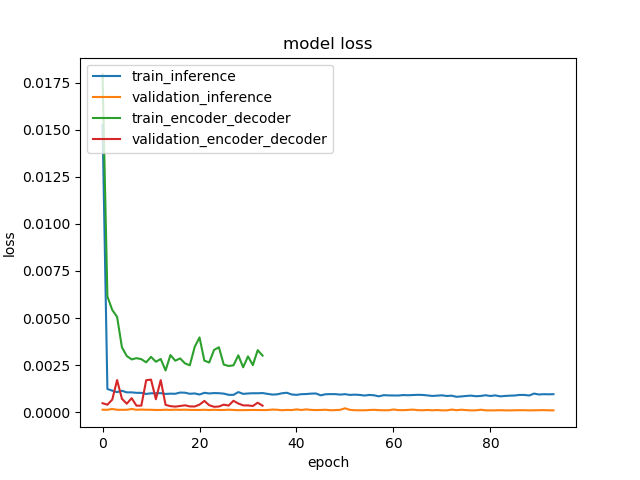 model loss
train_inference
validation_inference
train_encoder_decoder
validation_encoder_decoder
loss
0.0175
0.0150
0.0125
0.0100
0.0075
0.0050
0.0025
0.0000
0 20 40 60 80
epoch